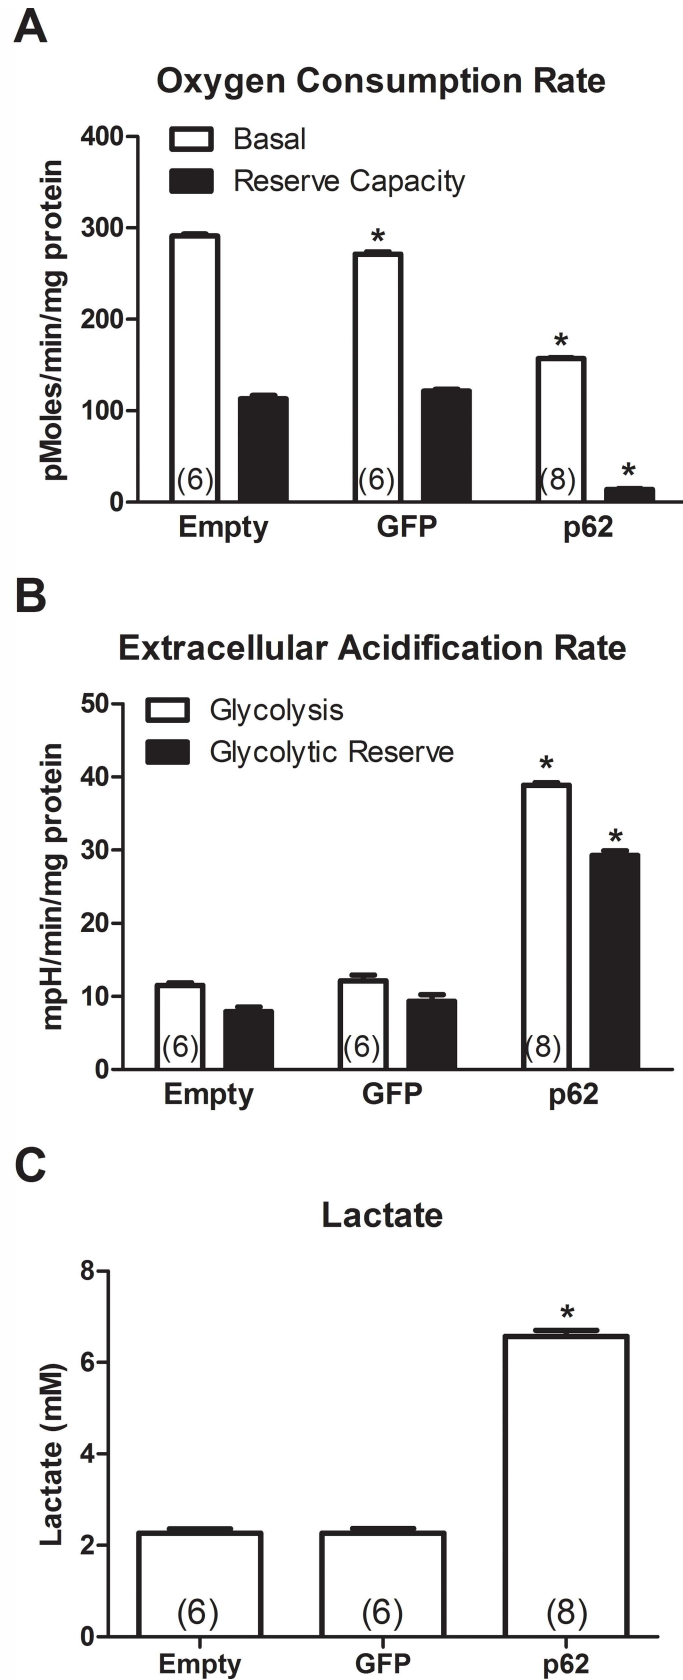 A
Oxygen Consumption Rate
pMoles/min/mg protein
400
300
200
100
0
Basal
Reserve Capacity
*
*
*
(6)
(6)
(8)
Empty
GFP
p62
B
Extracellular Acidification Rate
mpH/min/mg protein
50
40
30
20
10
0
Glycolysis
Glycolytic Reserve
*
*
(6)
(6)
(8)
Empty
GFP
p62
C
Lactate
Lactate (mM)
8
6
4
2
0
*
(6)
(6)
(8)
Empty
GFP
p62